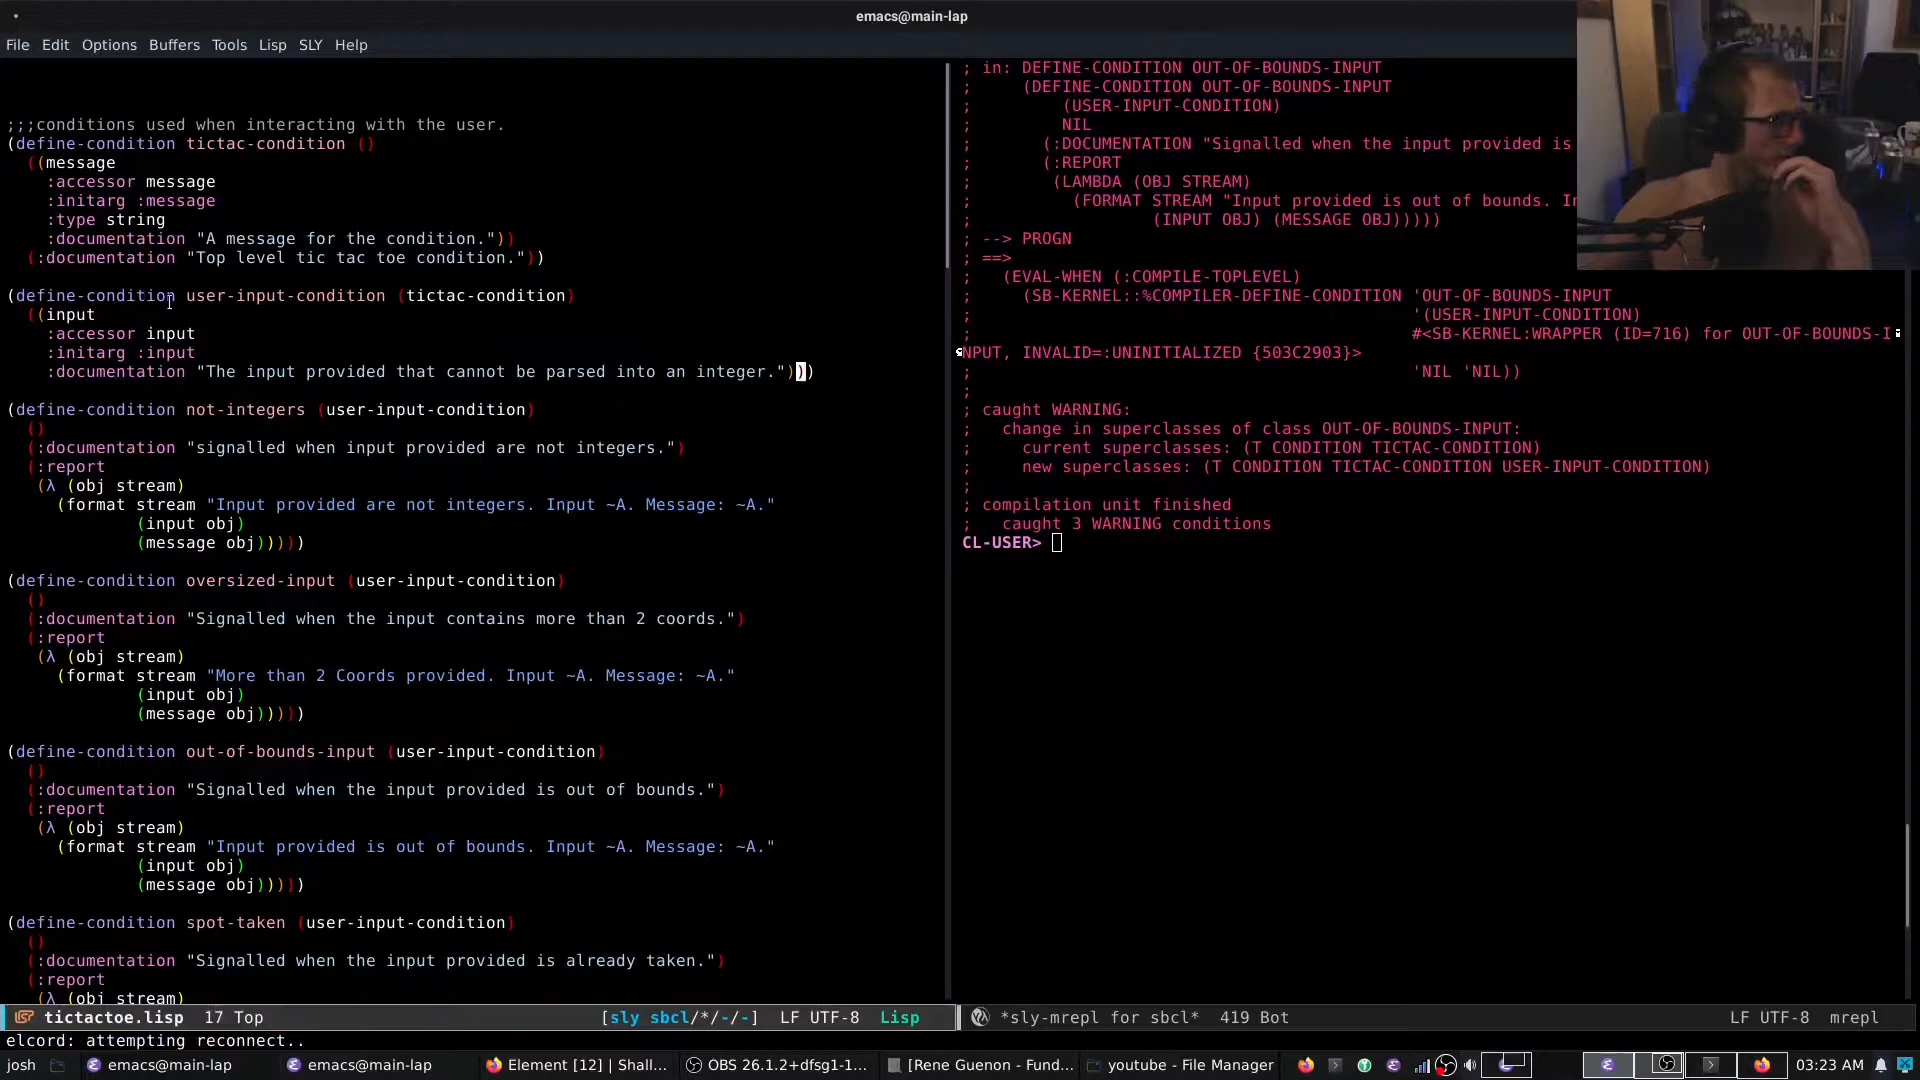 emacs@main-lap
File Edit Options Buffers Tools Lisp SLY Help
;;;conditions used when interacting with the user.
(define-condition tictac-condition ()
((message
:accessor message
:initarg :message
:type string
:documentation "A message for the condition."))
(:documentation "Top level tic tac toe condition."))
(define-condition user-input-condition (tictac-condition)
((input
:accessor input
:initarg :input
:documentation "The input provided that cannot be parsed into an integer.")))
(define-condition not-integers (user-input-condition)
()
(:documentation "signalled when input provided are not integers.")
(:report
(λ (obj stream)
(format stream "Input provided are not integers. Input ~A. Message: ~A."
(input obj)
(message obj)))))
(define-condition oversized-input (user-input-condition)
()
(:documentation "Signalled when the input contains more than 2 coords.")
(:report
(λ (obj stream)
(format stream "More than 2 Coords provided. Input ~A. Message: ~A."
(input obj)
(message obj)))))
(define-condition out-of-bounds-input (user-input-condition)
()
(:documentation "Signalled when the input provided is out of bounds.")
(:report
(λ (obj stream)
(format stream "Input provided is out of bounds. Input ~A. Message: ~A."
(input obj)
(message obj)))))
(define-condition spot-taken (user-input-condition)
()
(:documentation "Signalled when the input provided is already taken.")
(:report
(λ (obj stream)
tictactoe.lisp 17 Top [sly sbcl/*/-/-] LF UTF-8 Lisp
; in: DEFINE-CONDITION OUT-OF-BOUNDS-INPUT
; (DEFINE-CONDITION OUT-OF-BOUNDS-INPUT
; (USER-INPUT-CONDITION)
; NIL
; (:DOCUMENTATION "Signalled when the input provided is
; (:REPORT
; (LAMBDA (OBJ STREAM)
; (FORMAT STREAM "Input provided is out of bounds. In
; (INPUT OBJ) (MESSAGE OBJ)))))
; --> PROGN
; ==>
; (EVAL-WHEN (:COMPILE-TOPLEVEL)
; (SB-KERNEL::%COMPILER-DEFINE-CONDITION 'OUT-OF-BOUNDS-INPUT
; '(USER-INPUT-CONDITION)
; #<SB-KERNEL:WRAPPER (ID=716) for OUT-OF-BOUNDS-I
NPUT, INVALID=:UNINITIALIZED {503C2903}>
; 'NIL 'NIL))
;
; caught WARNING:
; change in superclasses of class OUT-OF-BOUNDS-INPUT:
; current superclasses: (T CONDITION TICTAC-CONDITION)
; new superclasses: (T CONDITION TICTAC-CONDITION USER-INPUT-CONDITION)
;
; compilation unit finished
; caught 3 WARNING conditions
CL-USER>
*sly-mrepl for sbcl* 419 Bot LF UTF-8 mrepl
elcord: attempting reconnect..
josh emacs@main-lap emacs@main-lap Element [12] | Shall... OBS 26.1.2+dfsg1-1... [Rene Guenon - Fund... youtube - File Manager 03:23 AM